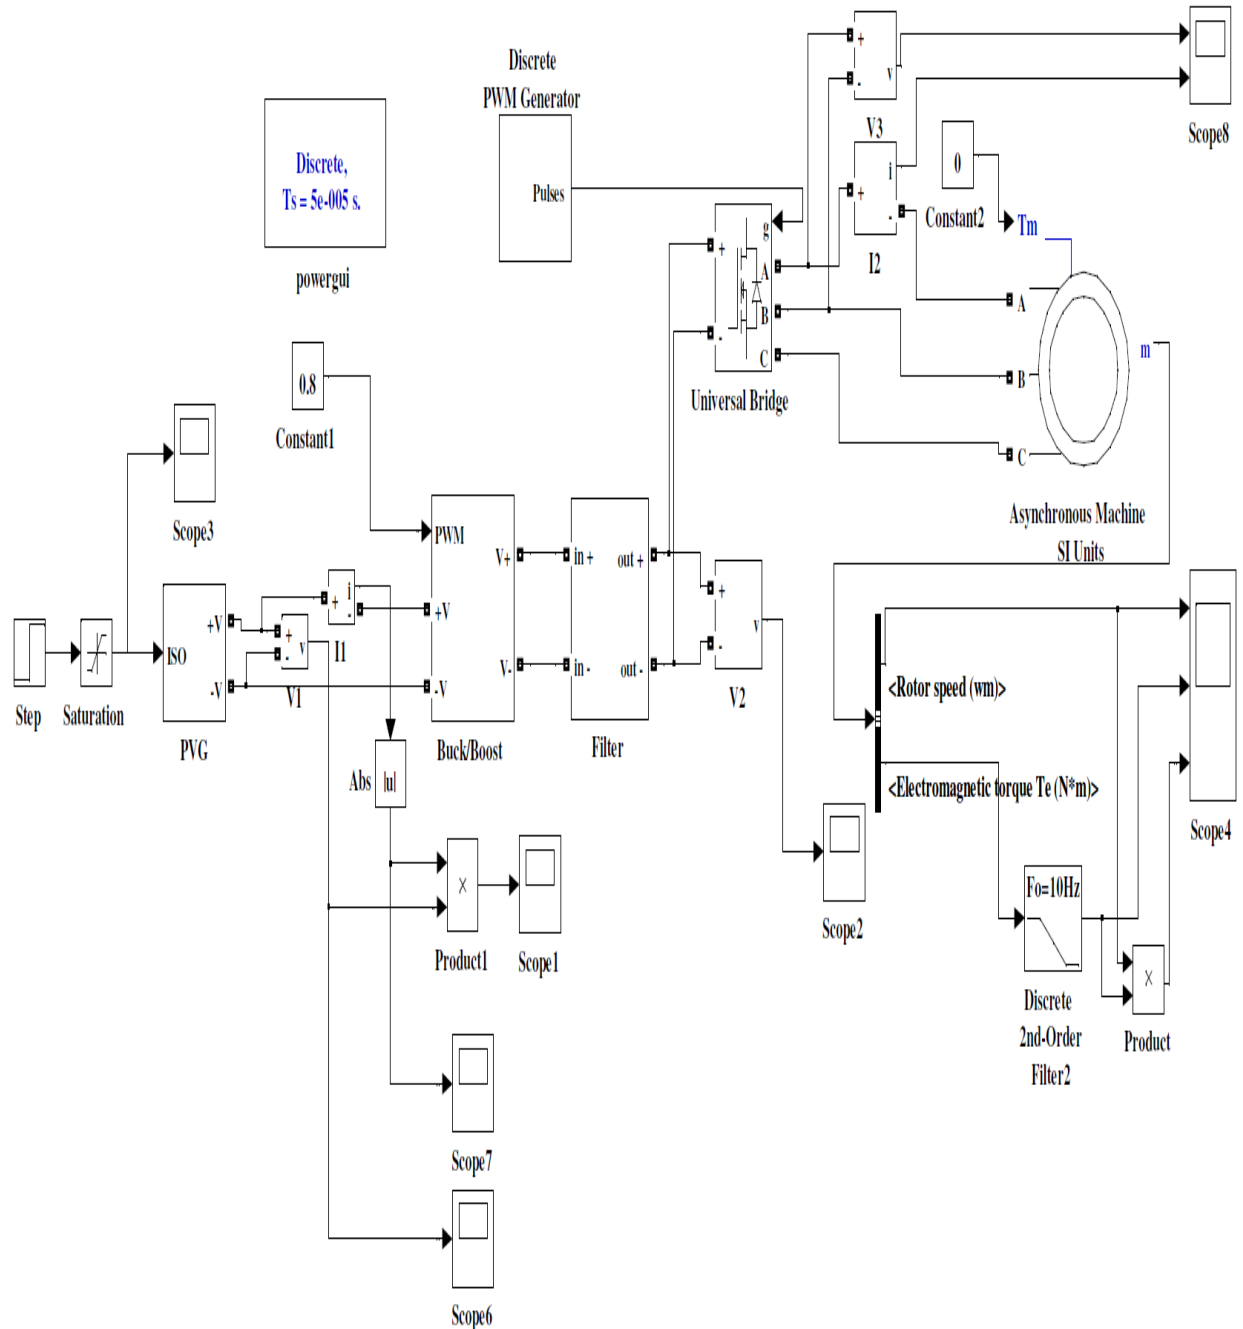 Discrete
PWM Generator
Pulses
Discrete,
Ts = 5e-005 s.
powergui
+
-
v
V3
Scope8
i
+
-
I2
0
Constant2
Tm
g
+
-
A
B
C
Universal Bridge
A
B
C
m
Asynchronous Machine
SI Units
0.8
Constant1
Scope3
PWM
V+
+V
V-
-V
Buck/Boost
in +
out +
in -
out -
Filter
+
-
v
V2
Step
Saturation
ISO
+V
-V
PVG
+
-
v
V1
i
+
-
I1
Abs
|u|
×
Product1
Scope1
Scope7
Scope6
Scope2
<Rotor speed (wm)>
<Electromagnetic torque Te (N*m)>
Scope4
Fo=10Hz
Discrete
2nd-Order
Filter2
×
Product